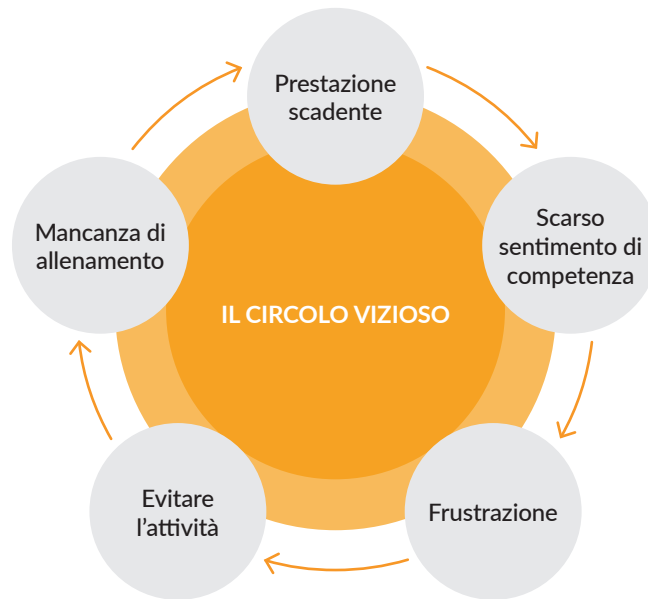 Prestazione
scadente
Scarso
sentimento di
competenza
Frustrazione
Evitare
l'attività
Mancanza di
allenamento
IL CIRCOLO VIZIOSO